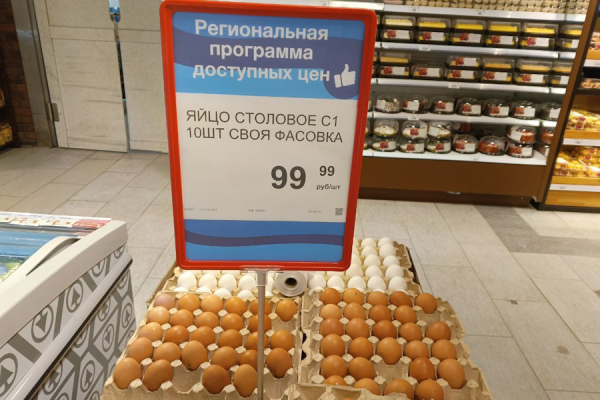 Региональная
программа
доступных цен
ЯЙЦО СТОЛОВОЕ С1
10ШТ СВОЯ ФАСОВКА
99 99
руб/шт